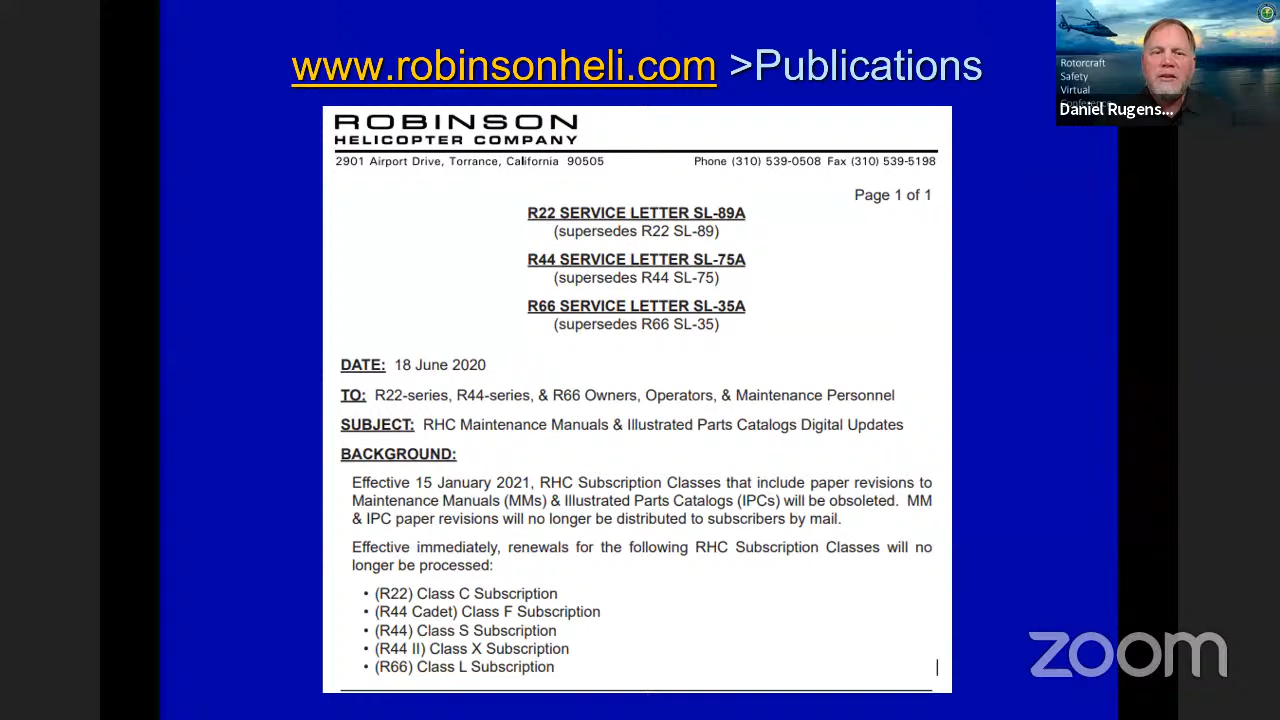 www.robinsonheli.com >Publications
ROBINSON
HELICOPTER COMPANY
2901 Airport Drive, Torrance, California 90505 Phone (310) 539-0508 Fax (310) 539-5198
Page 1 of 1
R22 SERVICE LETTER SL-89A
(supersedes R22 SL-89)
R44 SERVICE LETTER SL-75A
(supersedes R44 SL-75)
R66 SERVICE LETTER SL-35A
(supersedes R66 SL-35)
DATE: 18 June 2020
TO: R22-series, R44-series, & R66 Owners, Operators, & Maintenance Personnel
SUBJECT: RHC Maintenance Manuals & Illustrated Parts Catalogs Digital Updates
BACKGROUND:
Effective 15 January 2021, RHC Subscription Classes that include paper revisions to
Maintenance Manuals (MMs) & Illustrated Parts Catalogs (IPCs) will be obsoleted. MM
& IPC paper revisions will no longer be distributed to subscribers by mail.
Effective immediately, renewals for the following RHC Subscription Classes will no
longer be processed:
• (R22) Class C Subscription
• (R44 Cadet) Class F Subscription
• (R44) Class S Subscription
• (R44 II) Class X Subscription
• (R66) Class L Subscription
Rotorcraft
Safety
Virtual
Daniel Rugens...
zoom